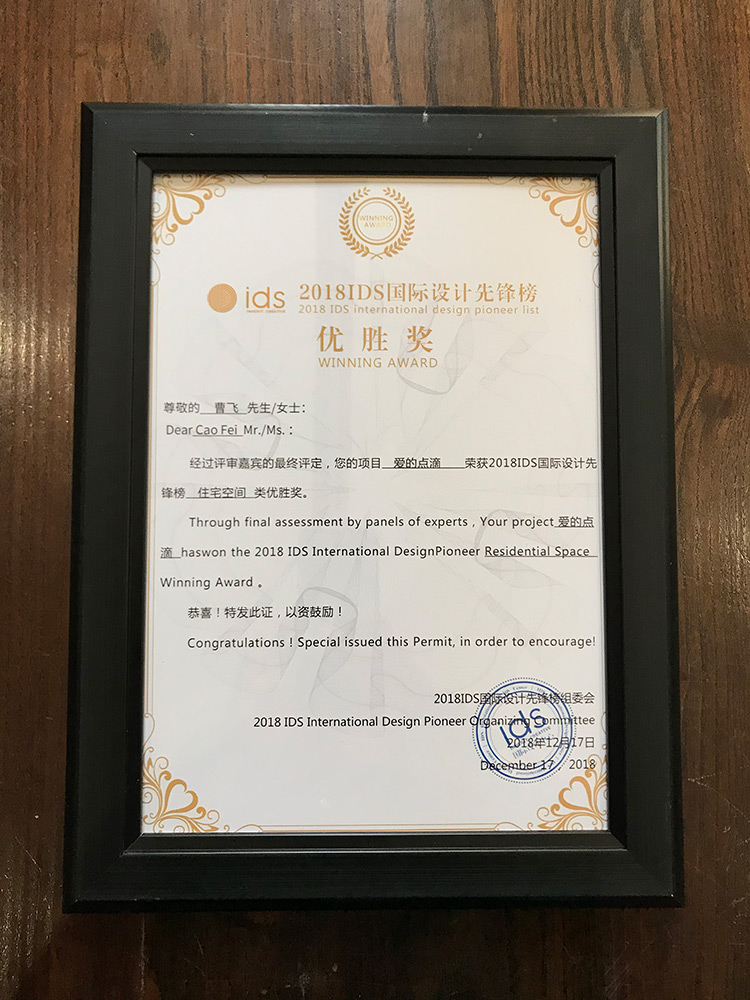 WINNING
AWARD
ids
2018IDS国际设计先锋榜
2018 IDS international design pioneer list
优胜奖
WINNING AWARD
尊敬的 曹飞 先生/女士：
Dear Cao Fei Mr./Ms.：
经过评审嘉宾的最终评定，您的项目 爱的点滴 荣获2018IDS国际设计先
锋榜 住宅空间 类优胜奖。
Through final assessment by panels of experts，Your project 爱的点
滴 haswon the 2018 IDS International DesignPioneer Residential Space
Winning Award 。
恭喜！特发此证，以资鼓励！
Congratulations！Special issued this Permit, in order to encourage!
2018IDS国际设计先锋榜组委会
2018 IDS International Design Pioneer Organizing Committee
2018年12月17日
December 17，2018
ids